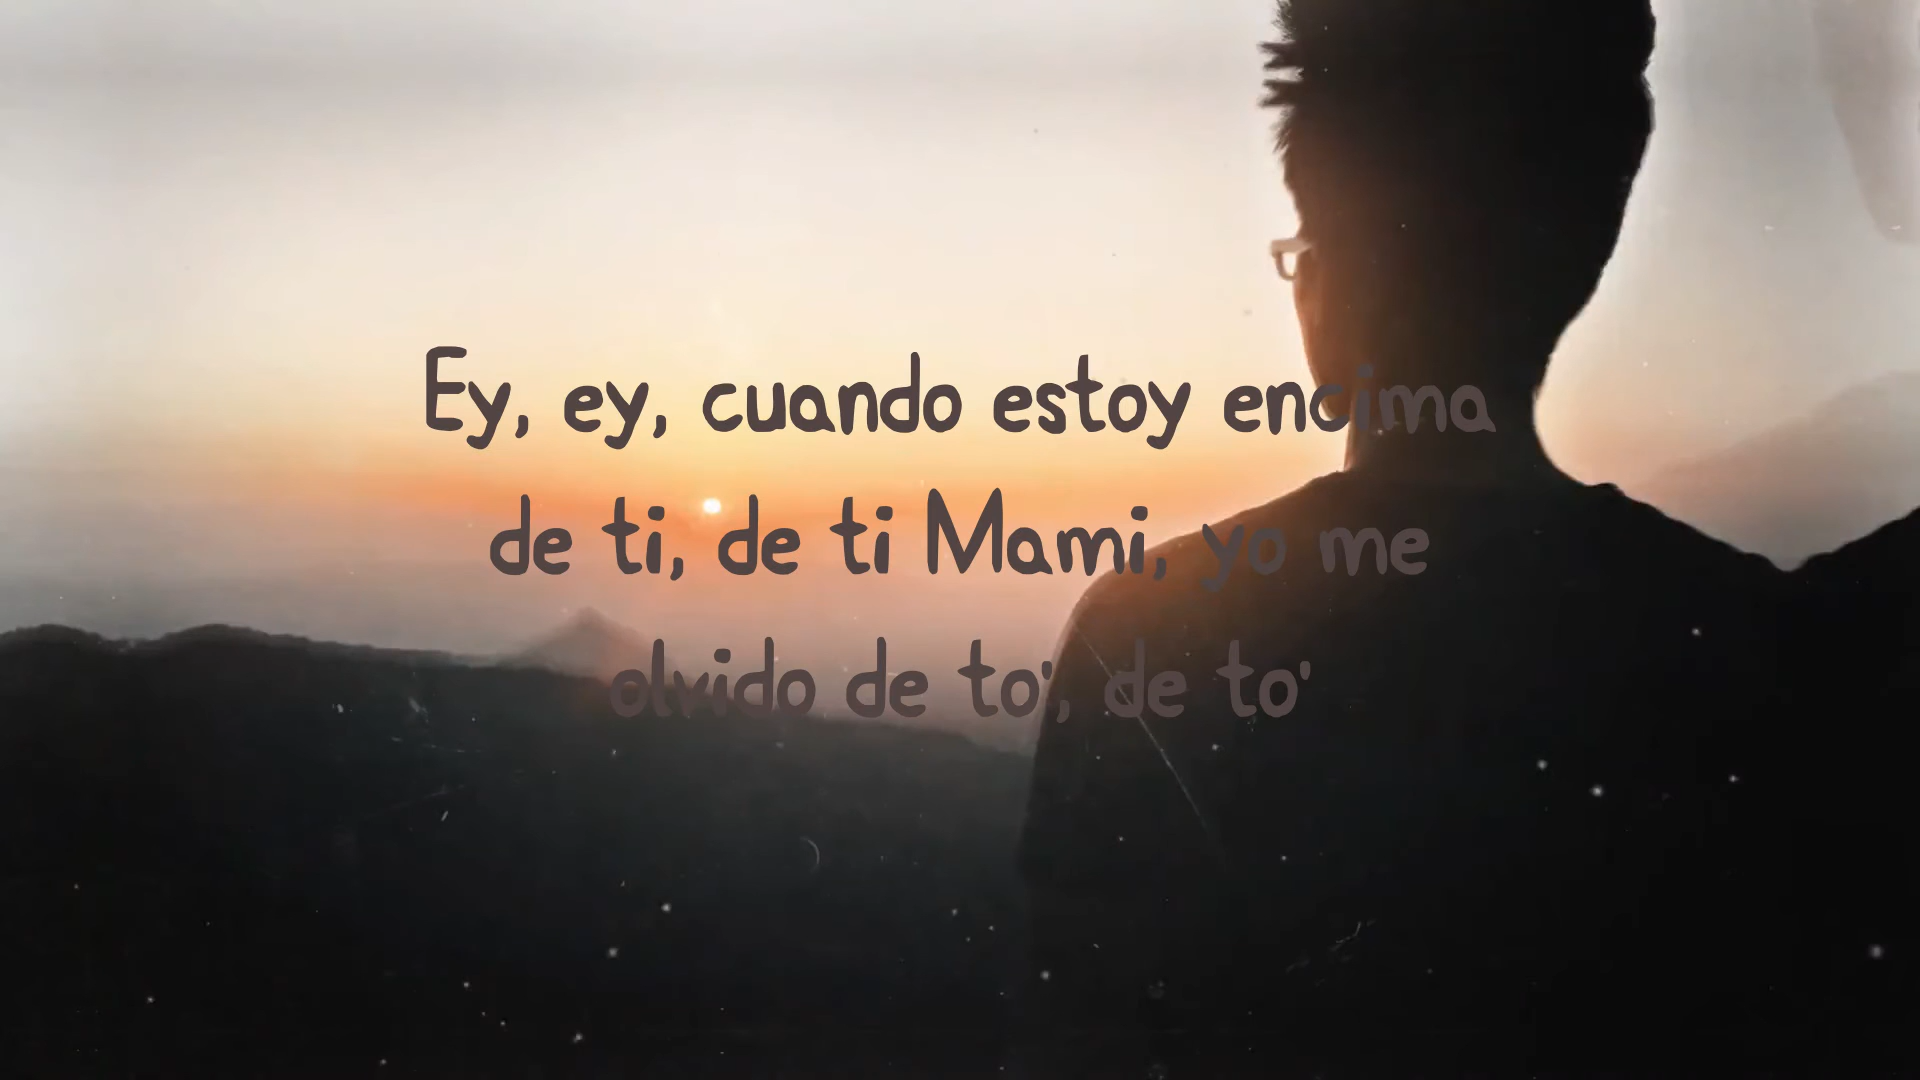 Ey, ey, cuando estoy encima
de ti, de ti Mami, yo me
olvido de to', de to'